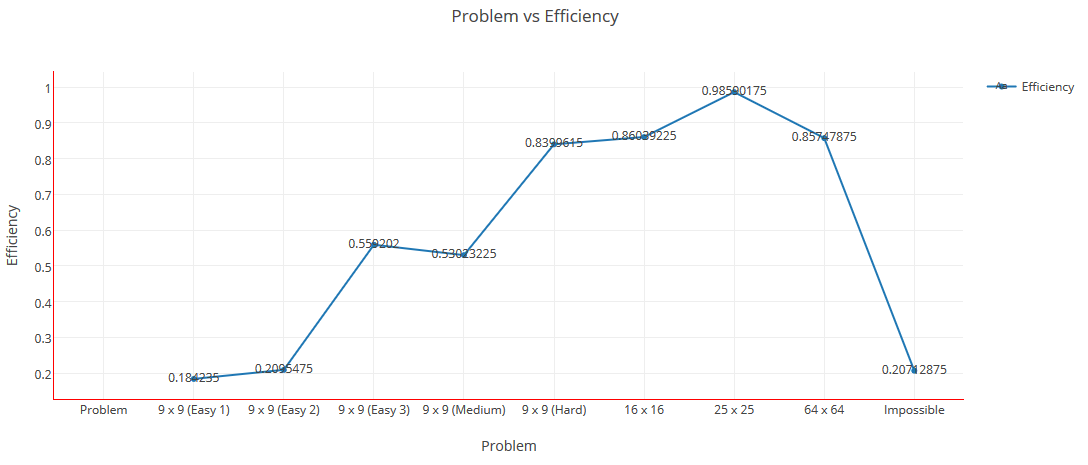 Problem vs Efficiency
Efficiency
1
0.9
0.8
0.7
0.6
0.5
0.4
0.3
0.2
Efficiency
0.184235
0.2095475
0.559202
0.53023225
0.8399615
0.86039225
0.98590175
0.85747875
0.20712875
Problem
9 x 9 (Easy 1)
9 x 9 (Easy 2)
9 x 9 (Easy 3)
9 x 9 (Medium)
9 x 9 (Hard)
16 x 16
25 x 25
64 x 64
Impossible
Problem